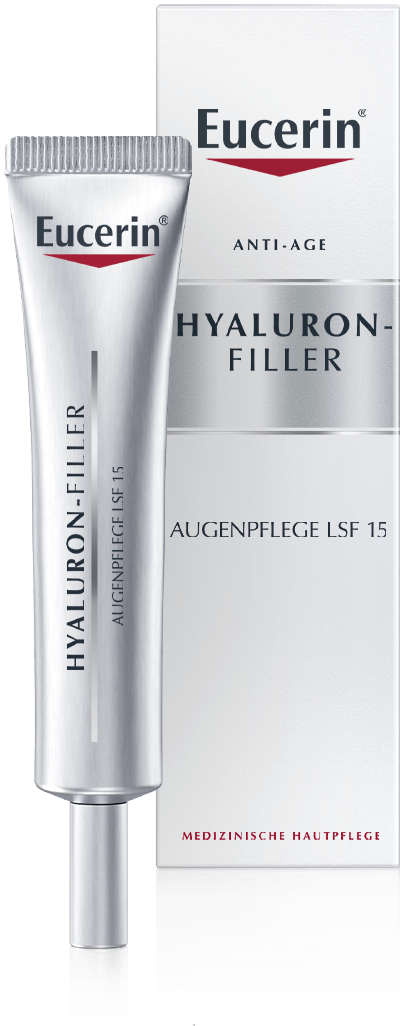 Eucerin®
ANTI-AGE
HYALURON-
FILLER
AUGENPFLEGE LSF 15
MEDIZINISCHE HAUTPFLEGE
Eucerin®
HYALURON-FILLER
AUGENPFLEGE LSF 15